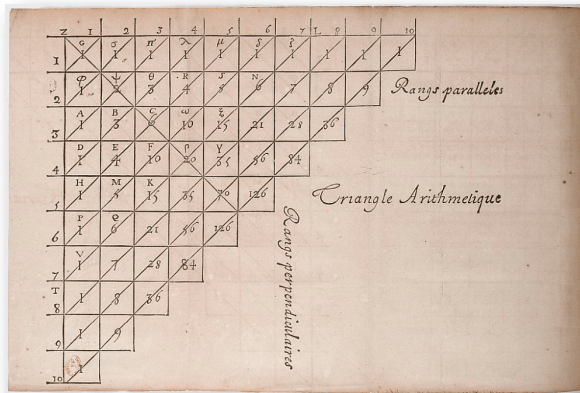 Z 1 2 3 4 5 6 7 L 8 9 10
G σ π λ μ δ ζ
1 1 1 1 1 1 1 1 1 1 1
φ ψ θ R S N
2 1 2 3 4 5 6 7 8 9 Rangs paralleles
A B C ω ξ
3 1 3 6 10 15 21 28 36
D E F ρ Y
4 1 4 10 20 35 56 84
H M K
5 1 5 15 35 70 126 Triangle Arithmetique
P Q
6 1 6 21 56 126
V
7 1 7 28 84
T
8 1 8 36
9 1 9
10 1
Rangs perpendiculaires